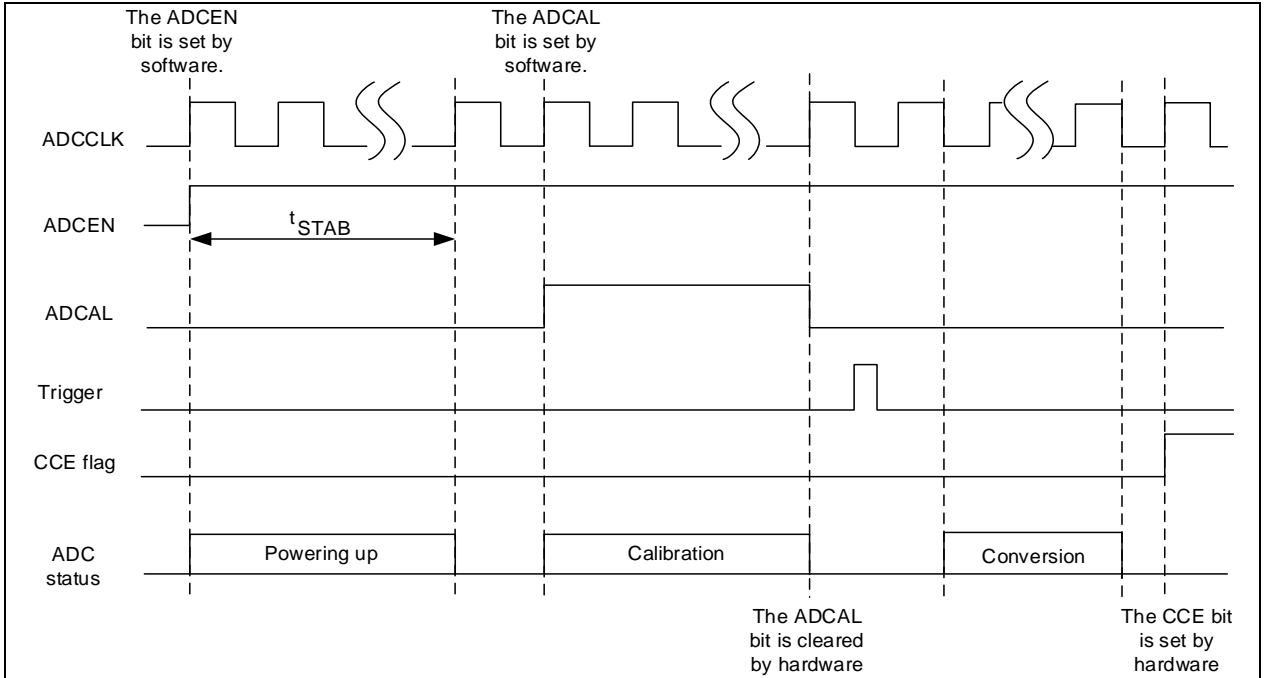 The ADCEN
bit is set by
software.
The ADCAL
bit is set by
software.
ADCCLK
ADCEN
tSTAB
ADCAL
Trigger
CCE flag
ADC
status
Powering up
Calibration
Conversion
The ADCAL
bit is cleared
by hardware
The CCE bit
is set by
hardware